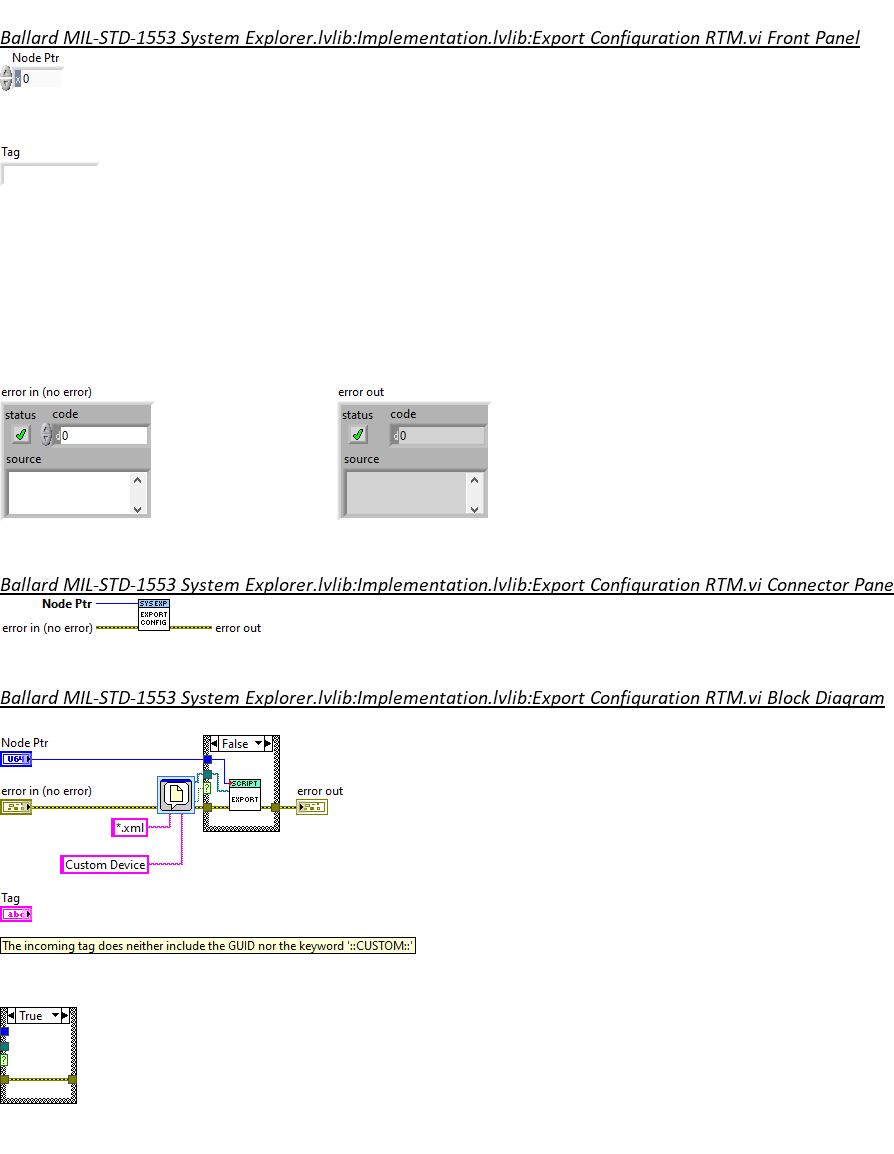 Ballard MIL-STD-1553 System Explorer.lvlib:Implementation.lvlib:Export Configuration RTM.vi Front Panel
Node Ptr
x 0
Tag
error in (no error)
error out
status code
status code
d 0
d 0
source
source
Ballard MIL-STD-1553 System Explorer.lvlib:Implementation.lvlib:Export Configuration RTM.vi Connector Pane
Node Ptr
SYS EXP
EXPORT
CONFIG
error in (no error)
error out
Ballard MIL-STD-1553 System Explorer.lvlib:Implementation.lvlib:Export Configuration RTM.vi Block Diagram
Node Ptr
False
U64
?
SCRIPT
EXPORT
error in (no error)
error out
*.xml
Custom Device
Tag
abc
The incoming tag does neither include the GUID nor the keyword '::CUSTOM::'
True
?